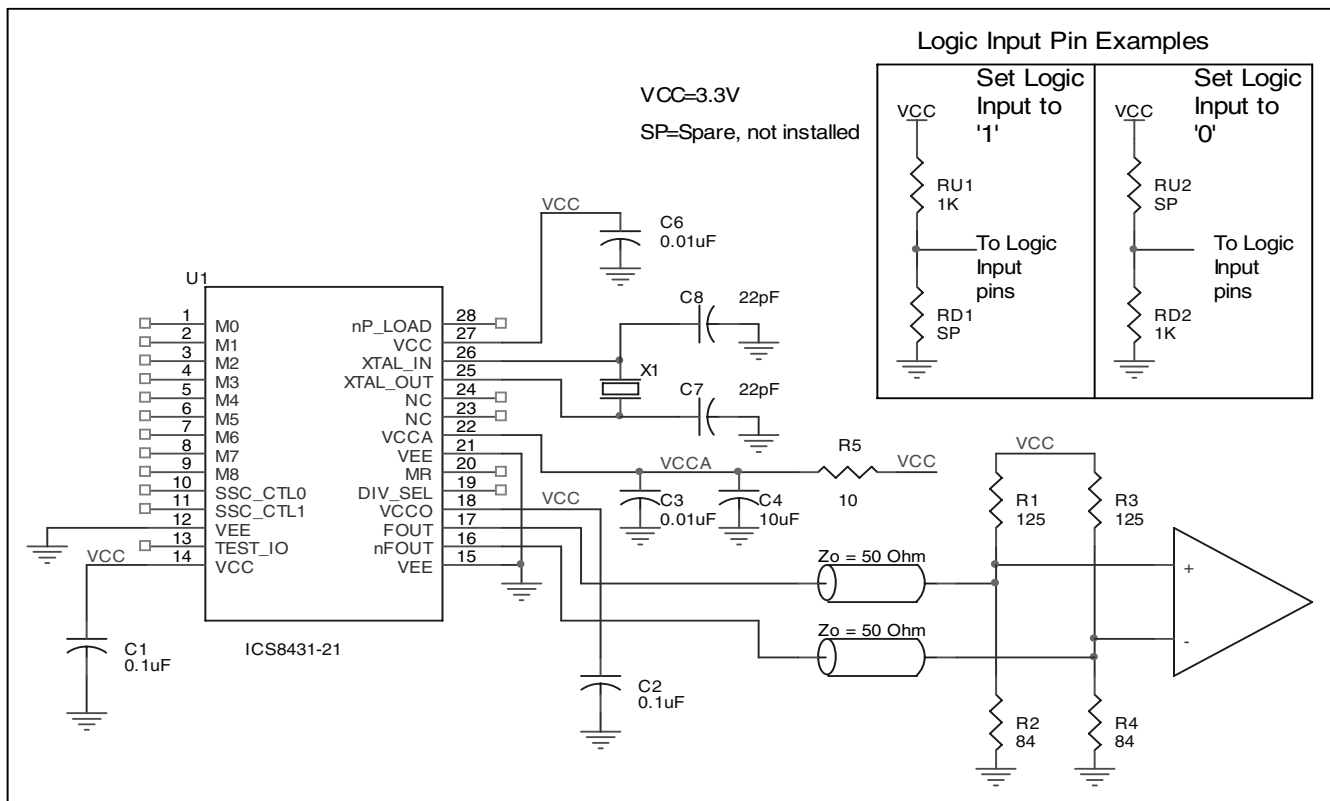 Logic Input Pin Examples
VCC=3.3V
SP=Spare, not installed
Set Logic
Input to
'1'
VCC
RU1
1K
To Logic
Input
pins
RD1
SP
Set Logic
Input to
'0'
VCC
RU2
SP
To Logic
Input
pins
RD2
1K
VCC
C6
0.01uF
U1
1 M0
2 M1
3 M2
4 M3
5 M4
6 M5
7 M6
8 M7
9 M8
10 SSC_CTL0
11 SSC_CTL1
12 VEE
13 TEST_IO
14 VCC
nP_LOAD 28
VCC 27
XTAL_IN 26
XTAL_OUT 25
NC 24
NC 23
VCCA 22
VEE 21
MR 20
DIV_SEL 19
VCCO 18
FOUT 17
nFOUT 16
VEE 15
ICS8431-21
C8 22pF
X1
C7 22pF
VCCA
R5
10
VCC
C3
0.01uF
C4
10uF
VCC
VCC
C1
0.1uF
C2
0.1uF
Zo = 50 Ohm
Zo = 50 Ohm
VCC
R1
125
R3
125
+
-
R2
84
R4
84